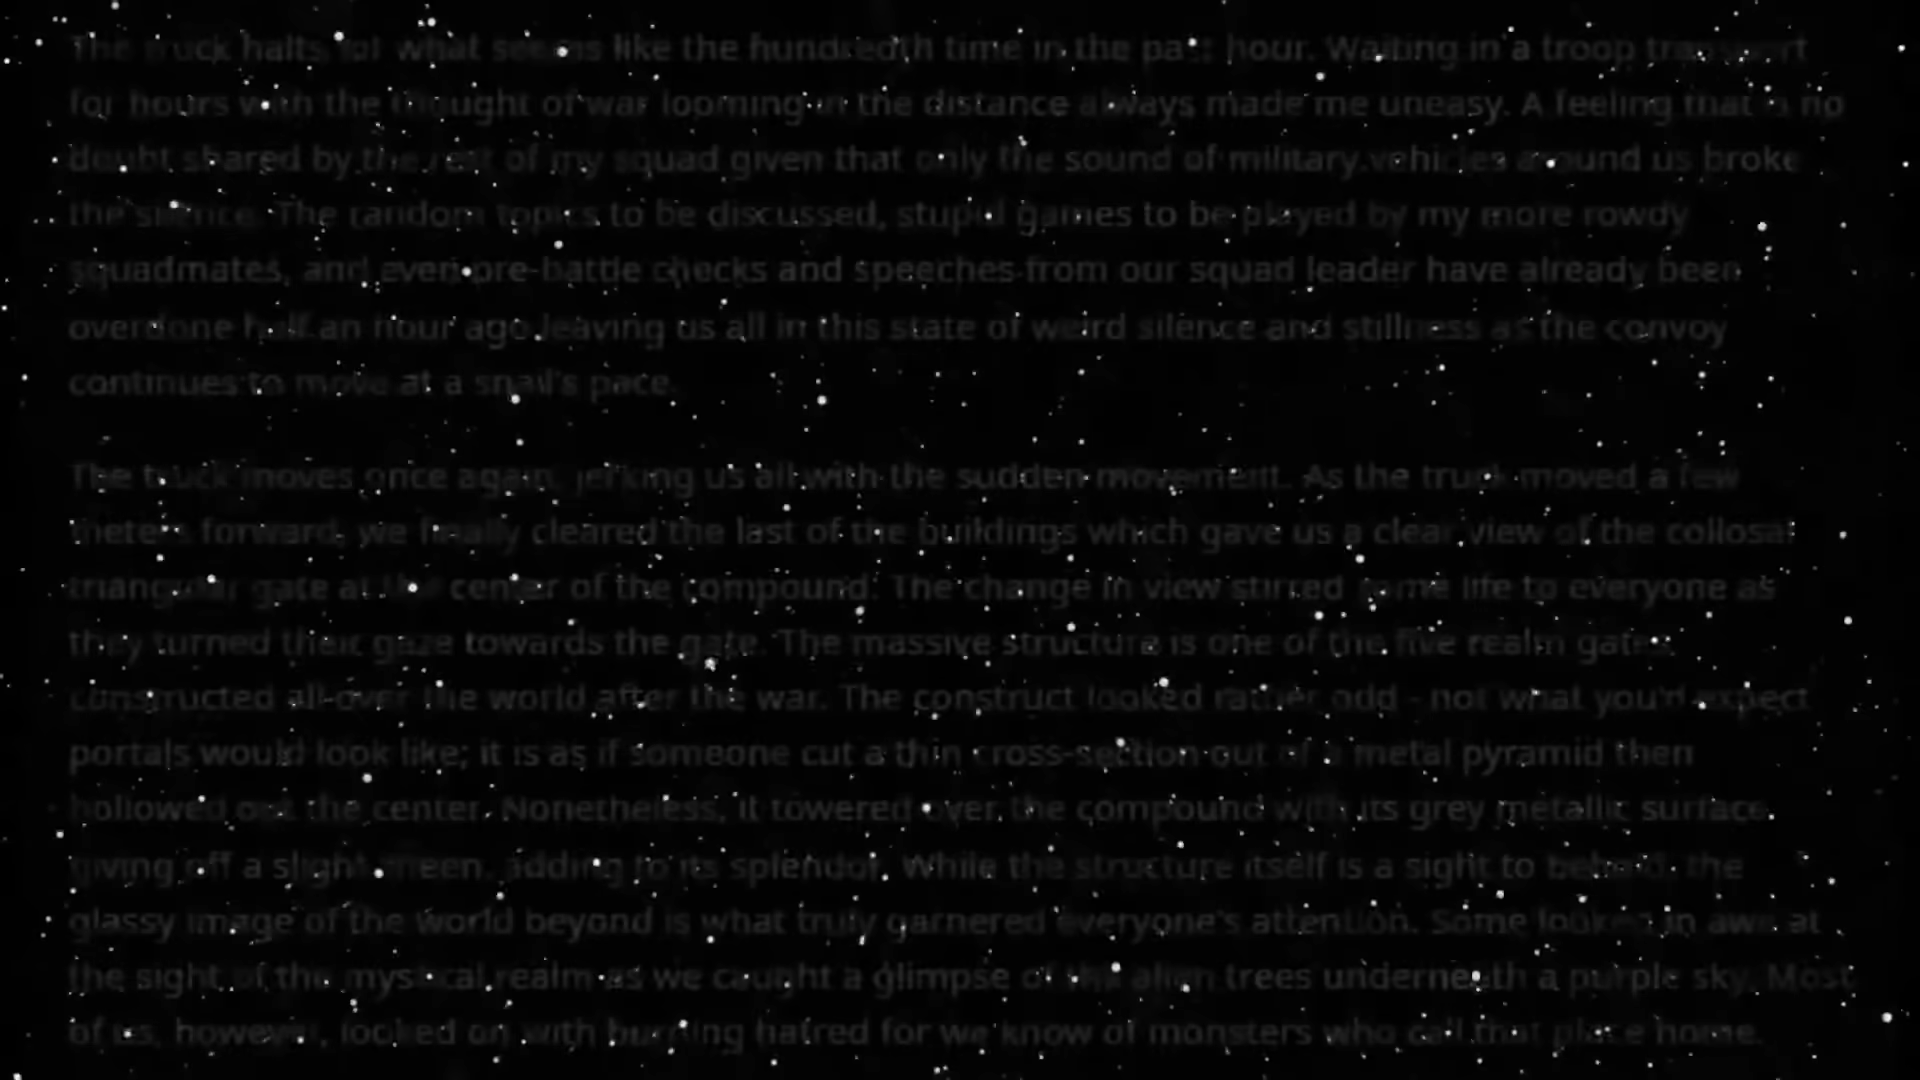 The truck halts for what seems like the hundredth time in the past hour. Waiting in a troop transport
for hours with the thought of war looming in the distance always made me uneasy. A feeling that is no
doubt shared by the rest of my squad given that only the sound of military vehicles around us broke
the silence. The random topics to be discussed, stupid games to be played by my more rowdy
squadmates, and even pre-battle checks and speeches from our squad leader have already been
overdone half an hour ago leaving us all in this state of weird silence and stillness as the convoy
continues to move at a snail's pace.
The truck moves once again, jerking us all with the sudden movement. As the truck moved a few
meters forward, we finally cleared the last of the buildings which gave us a clear view of the collosal
triangular gate at the center of the compound. The change in view stirred some life to everyone as
they turned their gaze towards the gate. The massive structure is one of the five realm gates
constructed all-over the world after the war. The construct looked rather odd - not what you'd expect
portals would look like; it is as if someone cut a thin cross-section out of a metal pyramid then
hollowed out the center. Nonetheless, it towered over the compound with its grey metallic surface
giving off a slight sheen, adding to its splendor. While the structure itself is a sight to behold, the
glassy image of the world beyond is what truly garnered everyone's attention. Some looked in awe at
the sight of the mystical realm as we caught a glimpse of the alien trees underneath a purple sky. Most
of us, however, looked on with burning hatred for we know of monsters who call that place home.